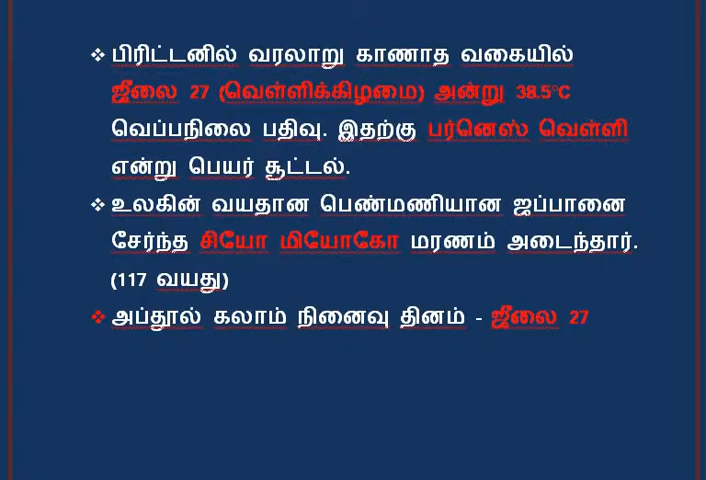 ❖ பிரிட்டனில் வரலாறு காணாத வகையில்
ஜீலை 27 (வெள்ளிக்கிழமை) அன்று 38.5°C
வெப்பநிலை பதிவு. இதற்கு பர்னெஸ் வெள்ளி
என்று பெயர் சூட்டல்.
❖ உலகின் வயதான பெண்மணியான ஜப்பானை
சேர்ந்த சியோ மியோகோ மரணம் அடைந்தார்.
(117 வயது)
❖ அப்தூல் கலாம் நினைவு தினம் - ஜீலை 27